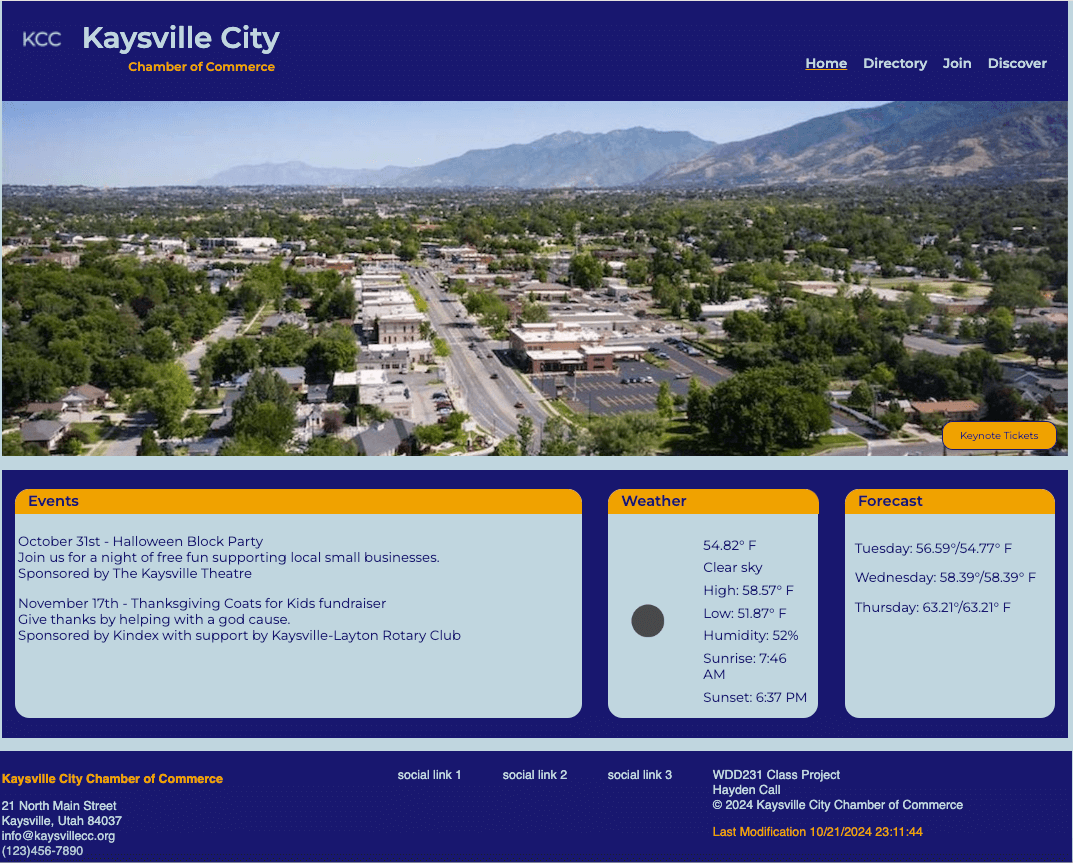 KCC
Kaysville City
Chamber of Commerce
Home Directory Join Discover
Keynote Tickets
Events
October 31st - Halloween Block Party
Join us for a night of free fun supporting local small businesses.
Sponsored by The Kaysville Theatre
November 17th - Thanksgiving Coats for Kids fundraiser
Give thanks by helping with a god cause.
Sponsored by Kindex with support by Kaysville-Layton Rotary Club
Weather
54.82° F
Clear sky
High: 58.57° F
Low: 51.87° F
Humidity: 52%
Sunrise: 7:46
AM
Sunset: 6:37 PM
Forecast
Tuesday: 56.59°/54.77° F
Wednesday: 58.39°/58.39° F
Thursday: 63.21°/63.21° F
Kaysville City Chamber of Commerce
21 North Main Street
Kaysville, Utah 84037
info@kaysvillecc.org
(123)456-7890
social link 1 social link 2 social link 3
WDD231 Class Project
Hayden Call
© 2024 Kaysville City Chamber of Commerce
Last Modification 10/21/2024 23:11:44